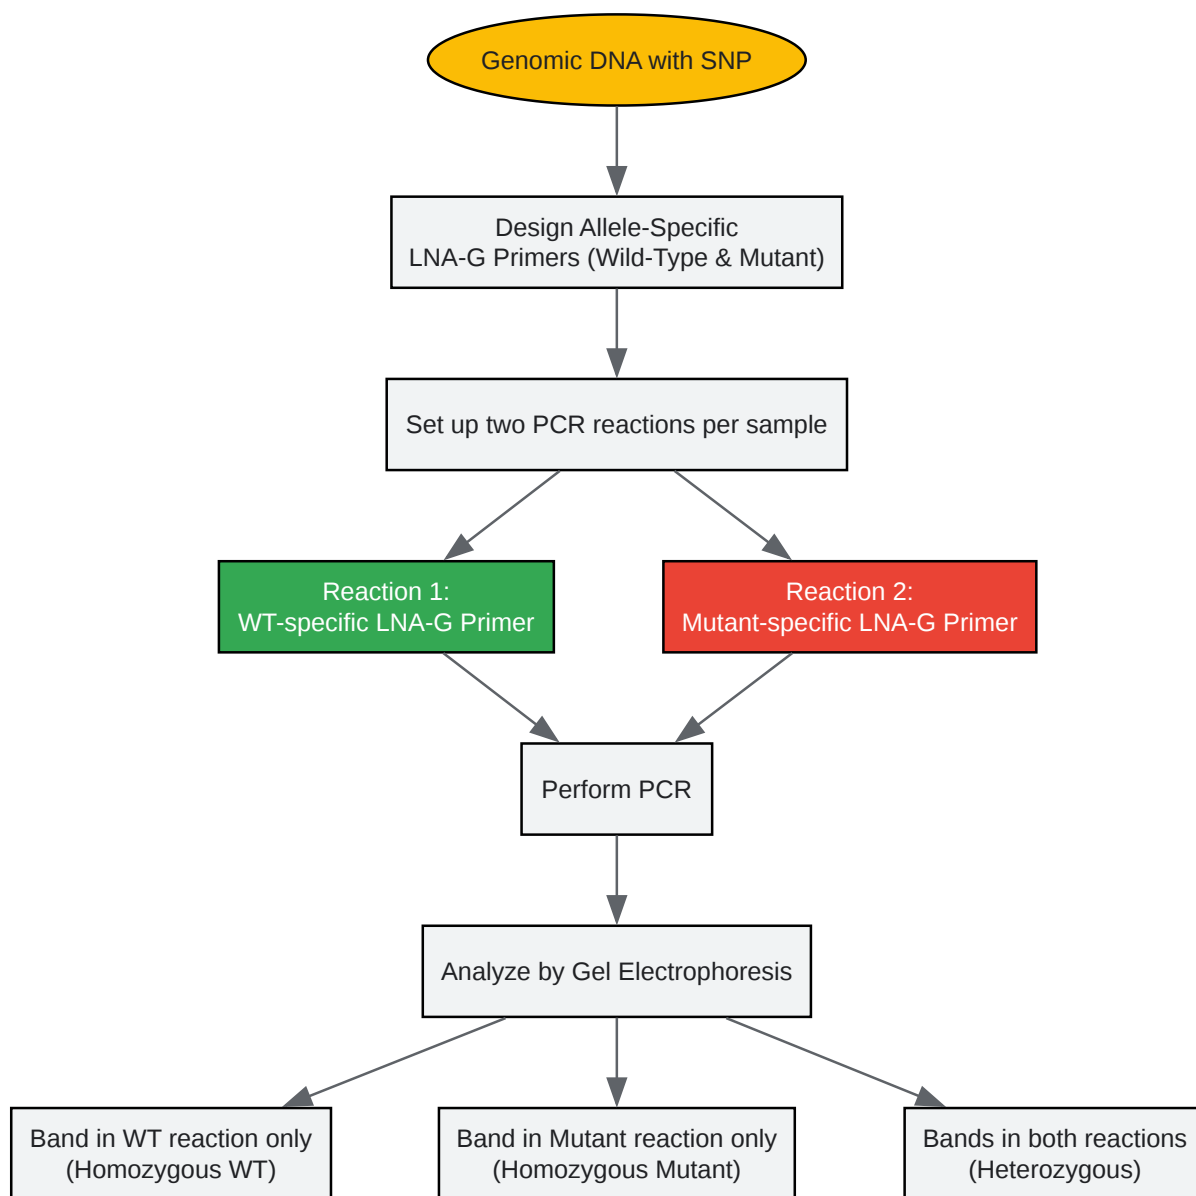 Genomic DNA with SNP
Design Allele-Specific
LNA-G Primers (Wild-Type & Mutant)
Set up two PCR reactions per sample
Reaction 1:
WT-specific LNA-G Primer
Reaction 2:
Mutant-specific LNA-G Primer
Perform PCR
Analyze by Gel Electrophoresis
Band in WT reaction only
(Homozygous WT)
Band in Mutant reaction only
(Homozygous Mutant)
Bands in both reactions
(Heterozygous)